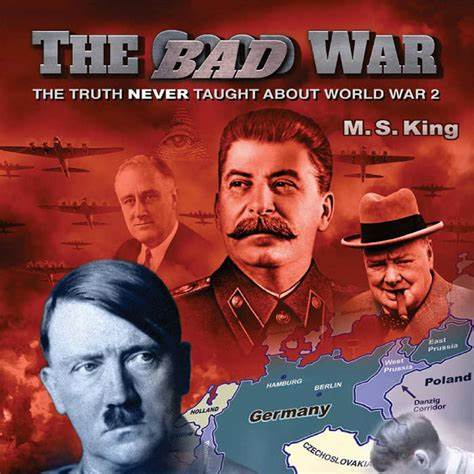 THE BAD WAR
THE TRUTH NEVER TAUGHT ABOUT WORLD WAR 2
M. S. King
East
Prussia
West
Prussia
Poland
HAMBURG
BERLIN
Danzig
Corridor
HOLLAND
Germany
CZECHOSLOVAKIA